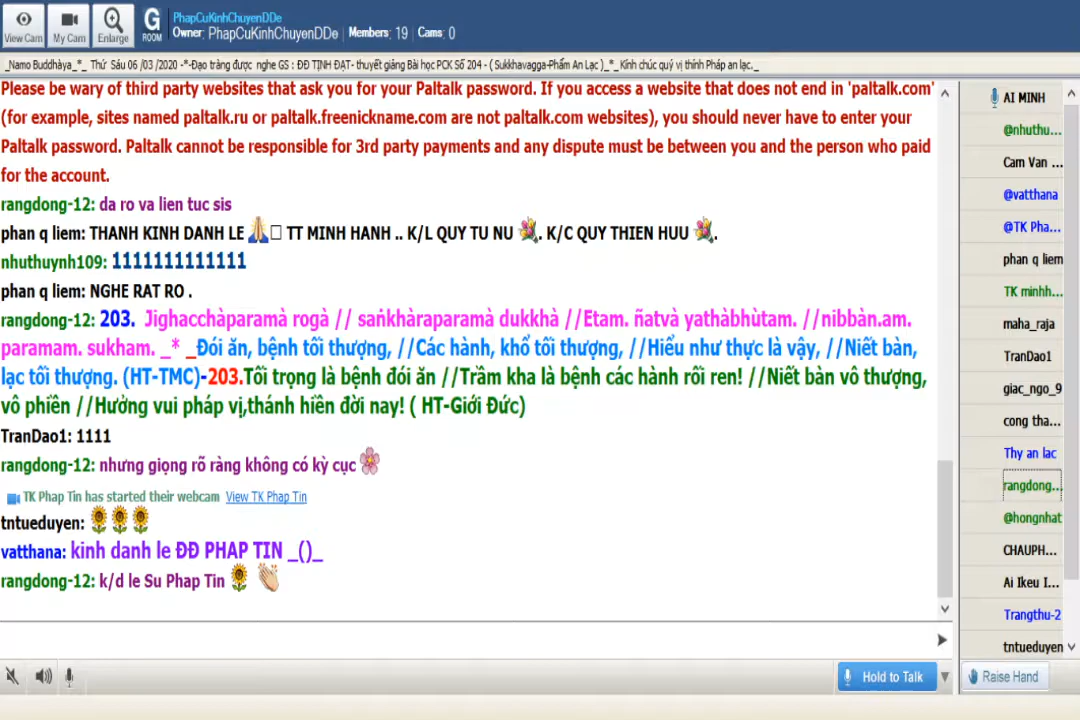 View Cam
My Cam
Enlarge
G
ROOM
PhapCuKinhChuyenDDe
Owner: PhapCuKinhChuyenDDe | Members: 19 | Cams: 0
_Namo Buddhàya_*_ Thứ Sáu 06 /03 /2020 -*-Đạo tràng được nghe GS : ĐĐ TỊNH ĐẠT- thuyết giảng Bài học PCK Số 204 - ( Sukkhavagga-Phẩm An Lạc )_*_Kính chúc quý vị thính Pháp an lạc._
Please be wary of third party websites that ask you for your Paltalk password. If you access a website that does not end in 'paltalk.com'
(for example, sites named paltalk.ru or paltalk.freenickname.com are not paltalk.com websites), you should never have to enter your
Paltalk password. Paltalk cannot be responsible for 3rd party payments and any dispute must be between you and the person who paid
for the account.
rangdong-12: da ro va lien tuc sis
phan q liem: THANH KINH DANH LE 🙏 TT MINH HANH .. K/L QUY TU NU 💐. K/C QUY THIEN HUU 💐.
nhuthuynh109: 1111111111111
phan q liem: NGHE RAT RO .
rangdong-12: 203. Jighacchàparamà rogà // saṅkhàraparamà dukkhà //Etam. ñatvà yathàbhùtam. //nibbàn.am.
paramam. sukham. _* _Đói ăn, bệnh tối thượng, //Các hành, khổ tối thượng, //Hiểu như thực là vậy, //Niết bàn,
lạc tối thượng. (HT-TMC)-203.Tối trọng là bệnh đói ăn //Trầm kha là bệnh các hành rối ren! //Niết bàn vô thượng,
vô phiền //Hưởng vui pháp vị,thánh hiền đời nay! ( HT-Giới Đức)
TranDao1: 1111
rangdong-12: nhưng giọng rõ ràng không có kỳ cục 🌸
TK Phap Tin has started their webcam View TK Phap Tin
tntueduyen: 🌻🌻🌻
vatthana: kinh danh le ĐĐ PHAP TIN _()_
rangdong-12: k/d le Su Phap Tin 🌻 👏
Hold to Talk
AI MINH
@nhuthu...
Cam Van ...
@vatthana
@TK Pha...
phan q liem
TK minhh...
maha_raja
TranDao1
giac_ngo_9
cong tha...
Thy an lac
rangdong...
@hongnhat
CHAUPH...
Ai Ikeu I...
Trangthu-2
tntueduyen
Raise Hand